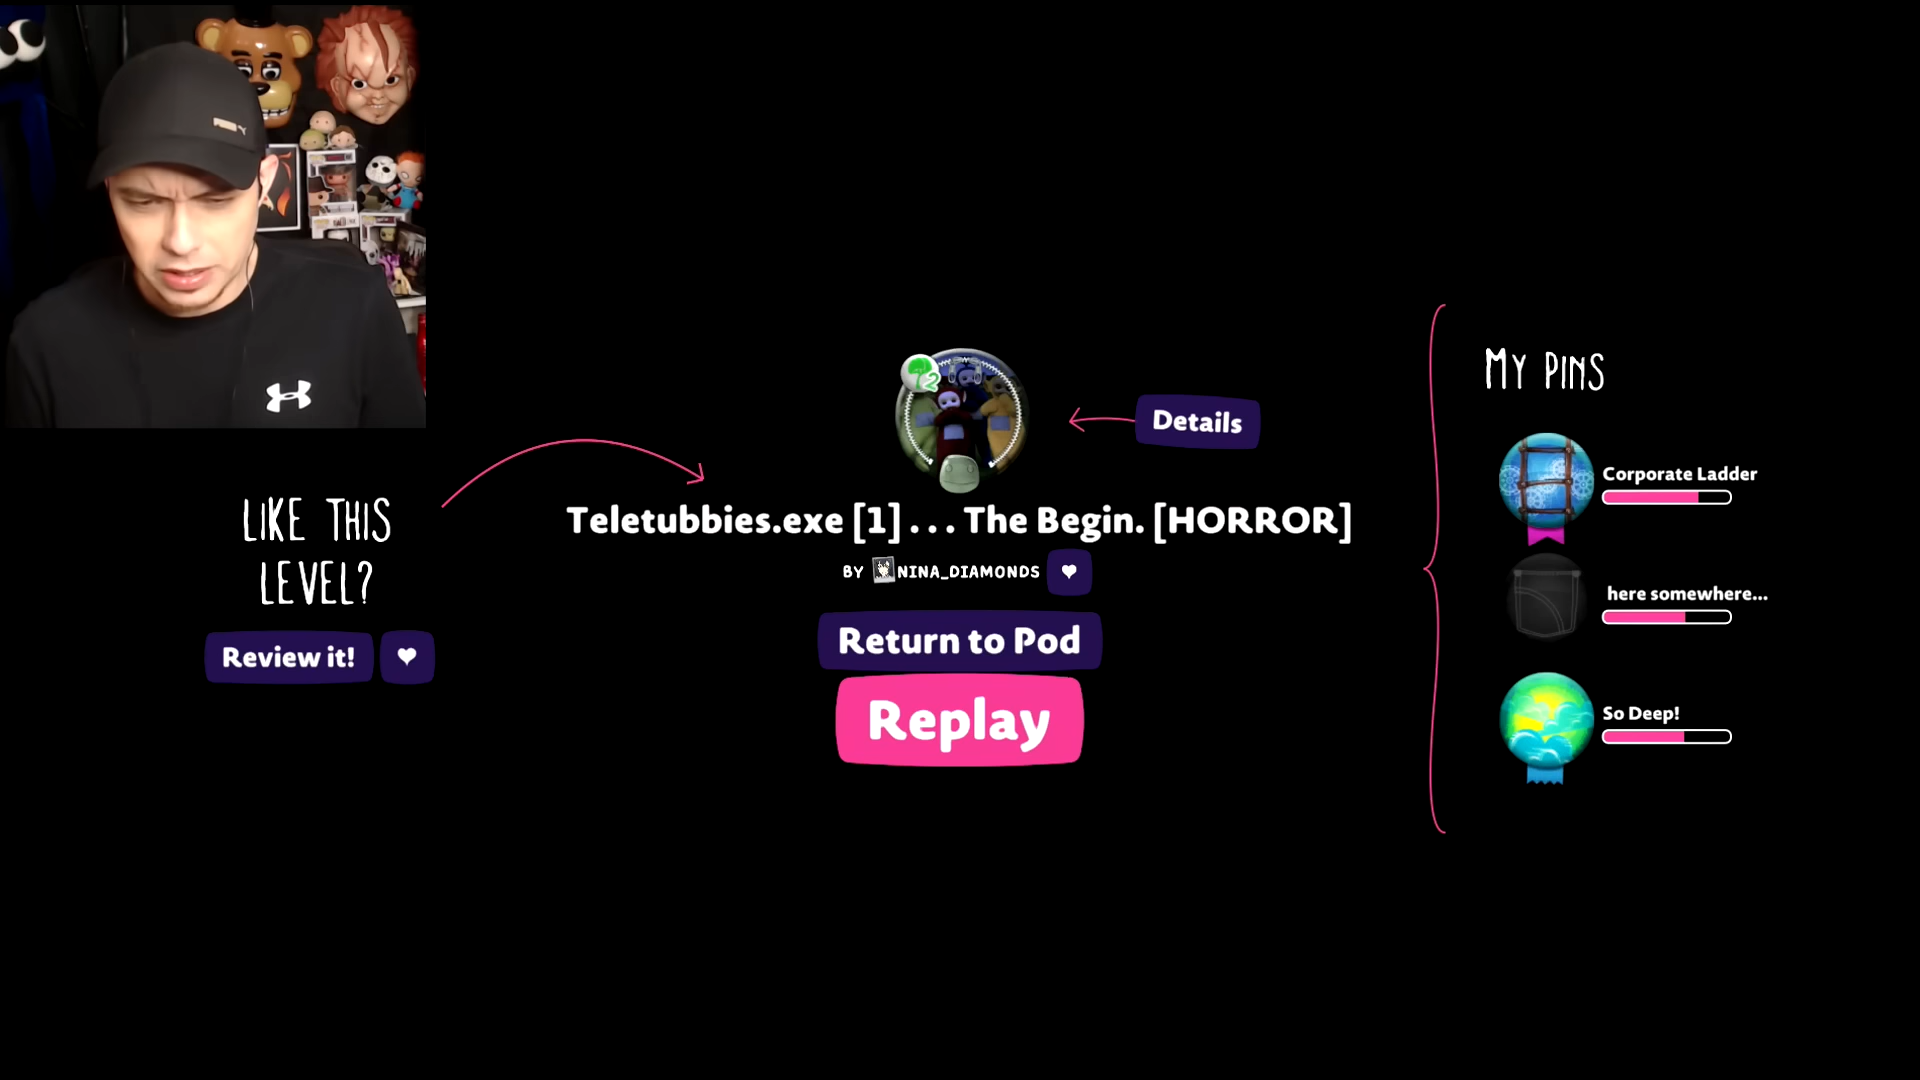 LIKE THIS
LEVEL?
Review it!
Details
Teletubbies.exe [1] . . . The Begin. [HORROR]
BY NINA_DIAMONDS
Return to Pod
Replay
MY PINS
Corporate Ladder
here somewhere...
So Deep!